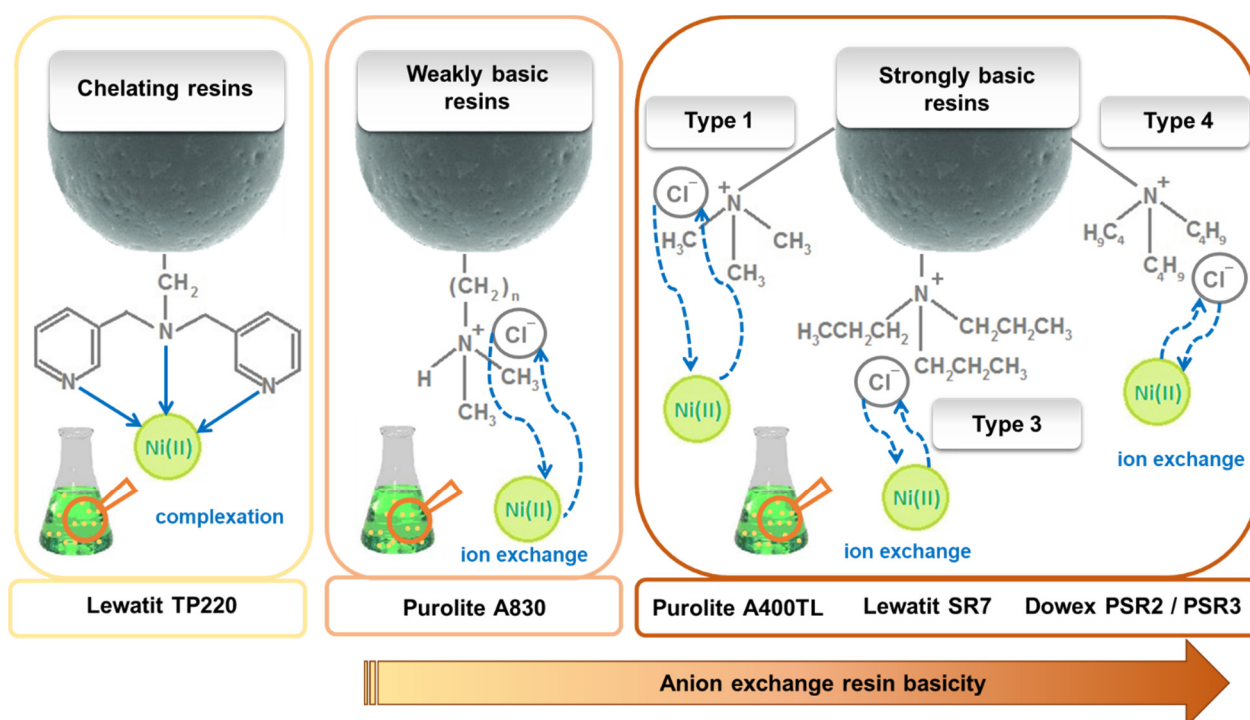 Chelating resins
CH₂
N
N
N
Ni(II)
complexation
Lewatit TP220
Weakly basic
resins
(CH₂)ₙ
Cl⁻
N⁺
H
CH₃
CH₃
Ni(II)
ion exchange
Purolite A830
Strongly basic
resins
Type 1
Cl⁻
N⁺
H₃C
CH₃
CH₃
Ni(II)
N⁺
H₃CH₂CH₂C
CH₂CH₂CH₃
CH₂CH₂CH₃
Cl⁻
Type 3
Ni(II)
ion exchange
Type 4
N⁺
H₉C₄
C₄H₉
C₄H₉
Cl⁻
Ni(II)
ion exchange
Purolite A400TL
Lewatit SR7
Dowex PSR2 / PSR3
Anion exchange resin basicity